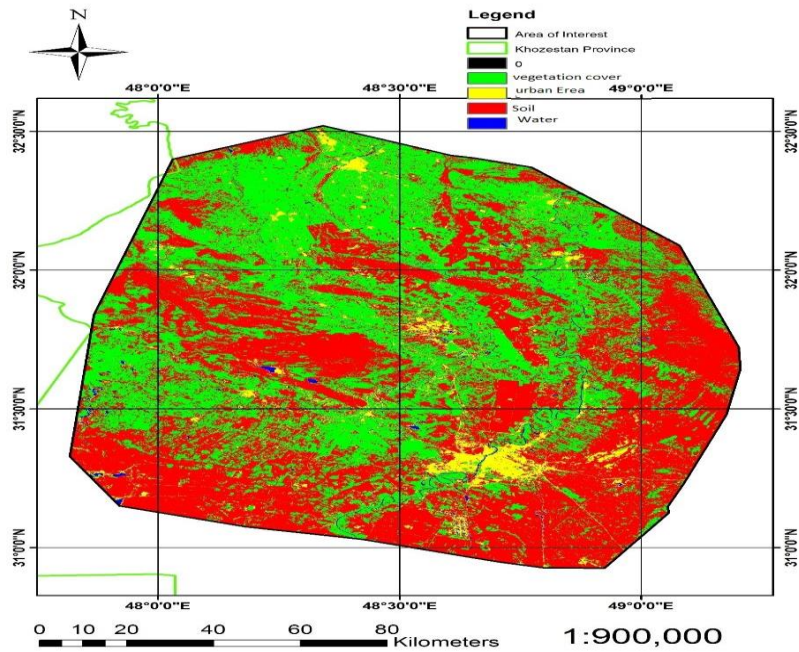 Legend
Area of Interest
Khozestan Province
0
vegetation cover
urban Erea
Soil
Water
N
48°0'0"E 48°30'0"E 49°0'0"E
32°30'0"N 32°30'0"N
32°0'0"N 32°0'0"N
31°30'0"N 31°30'0"N
31°0'0"N 31°0'0"N
48°0'0"E 48°30'0"E 49°0'0"E
0 10 20 40 60 80
Kilometers
1:900,000